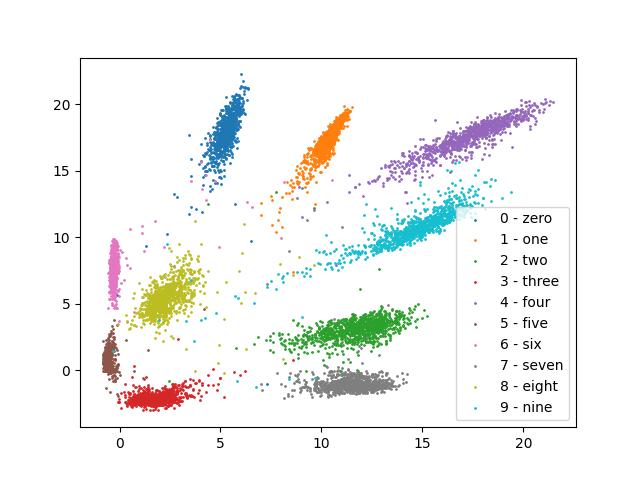 20
15
10
5
0
0 - zero
1 - one
2 - two
3 - three
4 - four
5 - five
6 - six
7 - seven
8 - eight
9 - nine
0 5 10 15 20